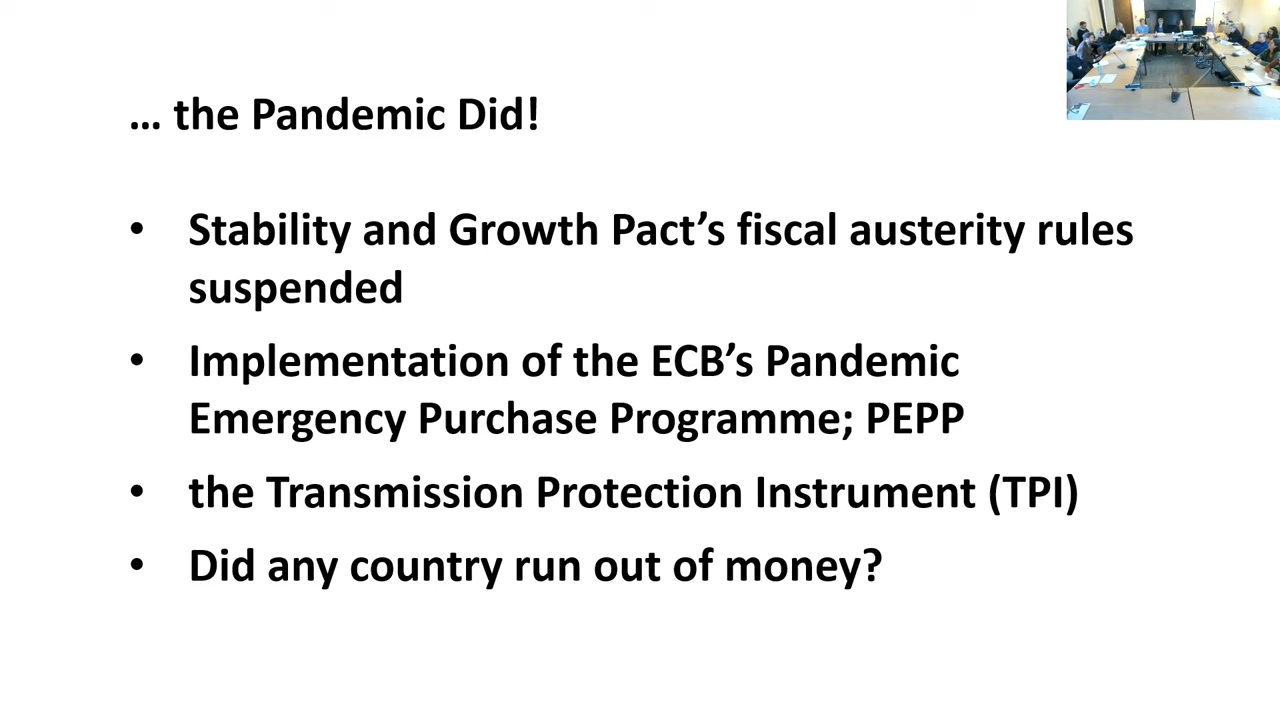 ... the Pandemic Did!
• Stability and Growth Pact’s fiscal austerity rules
suspended
• Implementation of the ECB’s Pandemic
Emergency Purchase Programme; PEPP
• the Transmission Protection Instrument (TPI)
• Did any country run out of money?